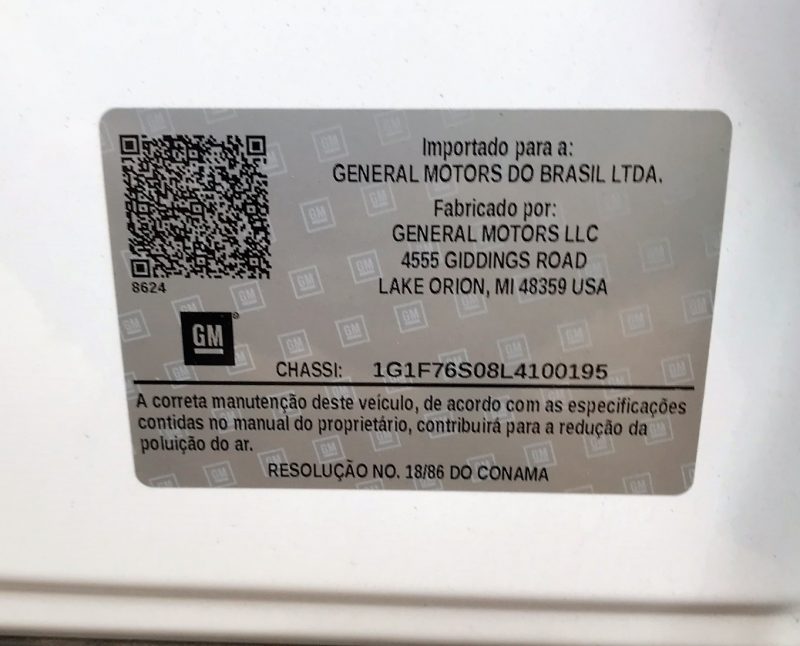 Importado para a:
GENERAL MOTORS DO BRASIL LTDA.
Fabricado por:
GENERAL MOTORS LLC
4555 GIDDINGS ROAD
LAKE ORION, MI 48359 USA
8624
GM®
CHASSI: 1G1F76S08L4100195
A correta manutenção deste veículo, de acordo com as especificações
contidas no manual do proprietário, contribuirá para a redução da
poluição do ar.
RESOLUÇÃO NO. 18/86 DO CONAMA